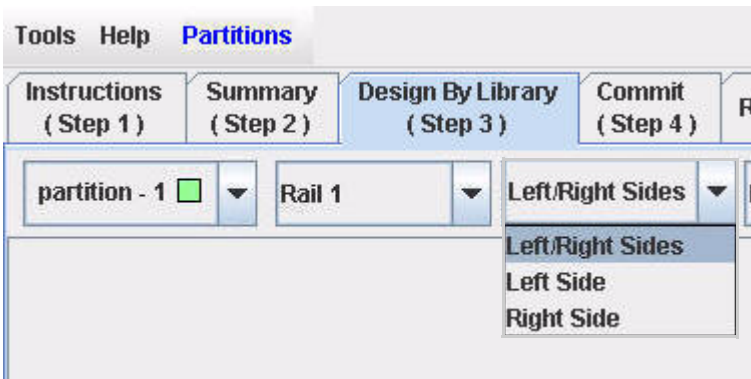 Tools Help Partitions
Instructions Summary Design By Library Commit R
( Step 1 ) ( Step 2 ) ( Step 3 ) ( Step 4 )
partition - 1 Rail 1 Left/Right Sides
Left/Right Sides
Left Side
Right Side